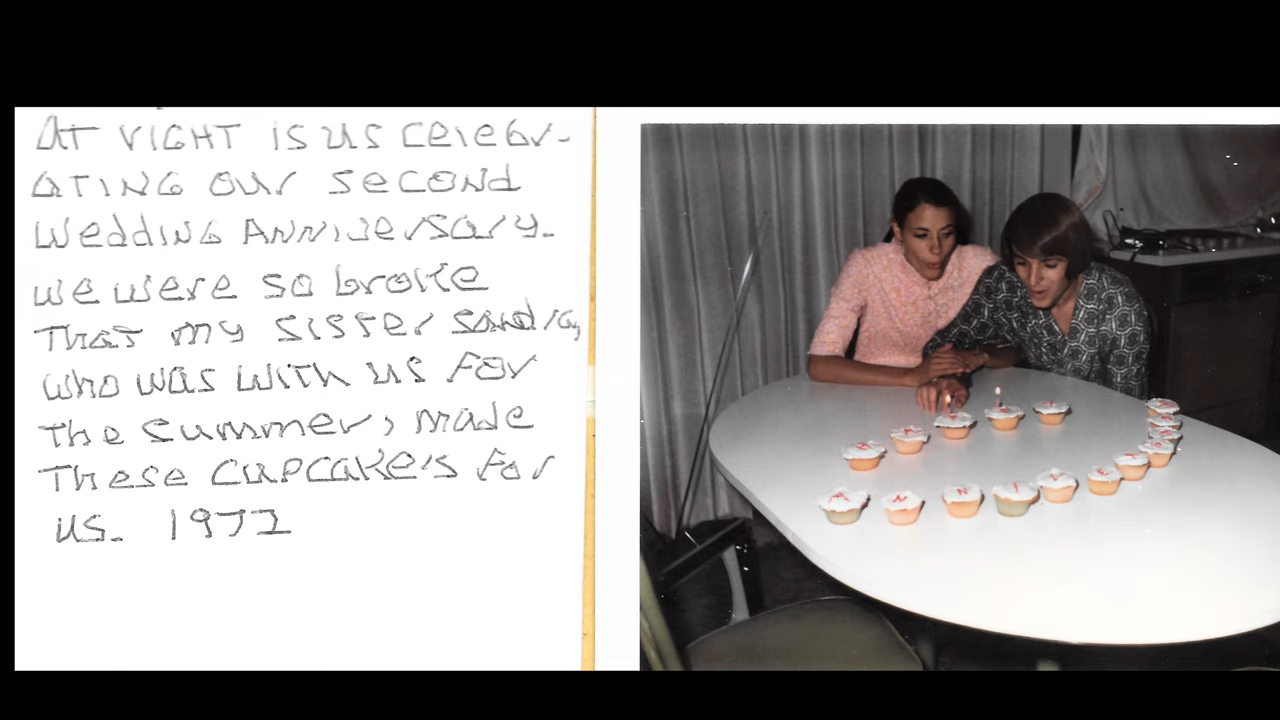 At right is us celebr-
ating our second
wedding Anniversary.
we were so broke
That my sister Sandra,
who was with us for
the summer, made
These cupcake's for
us. 1971
A N N I